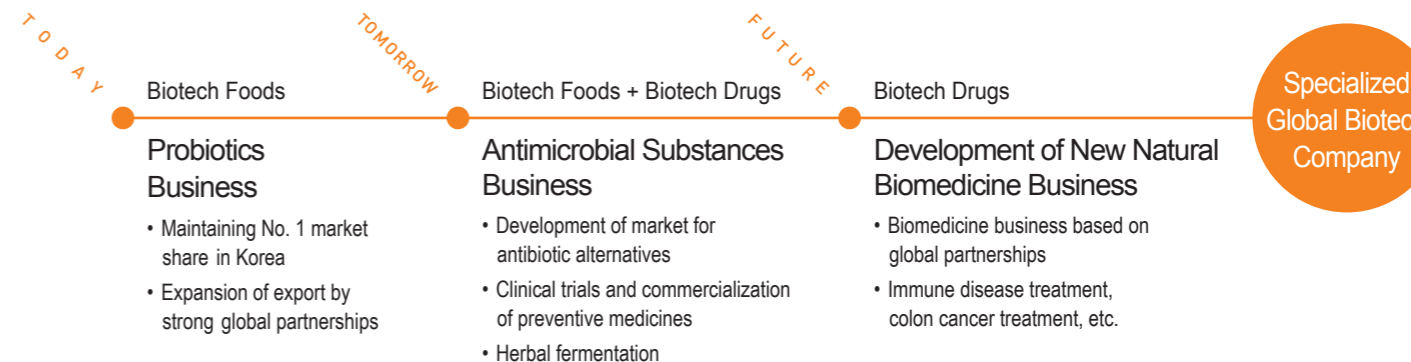 TODAY
Biotech Foods
Probiotics
Business
• Maintaining No. 1 market
share in Korea
• Expansion of export by
strong global partnerships
TOMORROW
Biotech Foods + Biotech Drugs
Antimicrobial Substances
Business
• Development of market for
antibiotic alternatives
• Clinical trials and commercialization
of preventive medicines
• Herbal fermentation
FUTURE
Biotech Drugs
Development of New Natural
Biomedicine Business
• Biomedicine business based on
global partnerships
• Immune disease treatment,
colon cancer treatment, etc.
Specialized
Global Biotec
Company